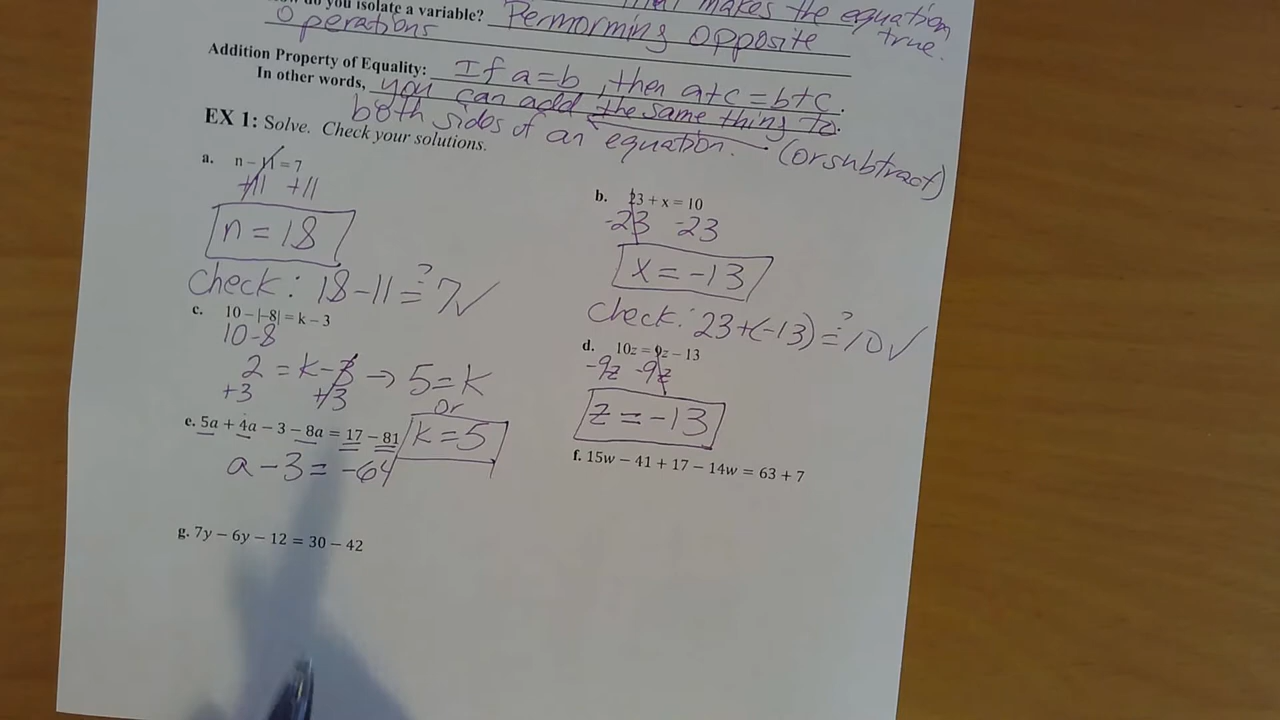 do you isolate a variable? Permorming opposite
makes the equation
true.
operations
Addition Property of Equality: If a=b, then a+c=b+c.
In other words, you can add the same thing to
both sides of an equation. (or subtract)
EX 1: Solve. Check your solutions.
a. n – 11 = 7
+11 +11
n = 18
Check: 18-11 =? 7✓
b. 23 + x = 10
-23 -23
x = -13
Check: 23+(-13) =? 10✓
c. 10 – |–8| = k – 3
10-8
2 = k-3 → 5=k
+3 +3
or
k=5
d. 10z = 9z – 13
-9z -9z
z = -13
e. 5a + 4a – 3 – 8a = 17 – 81
a - 3 = -64
f. 15w – 41 + 17 – 14w = 63 + 7
g. 7y – 6y – 12 = 30 – 42